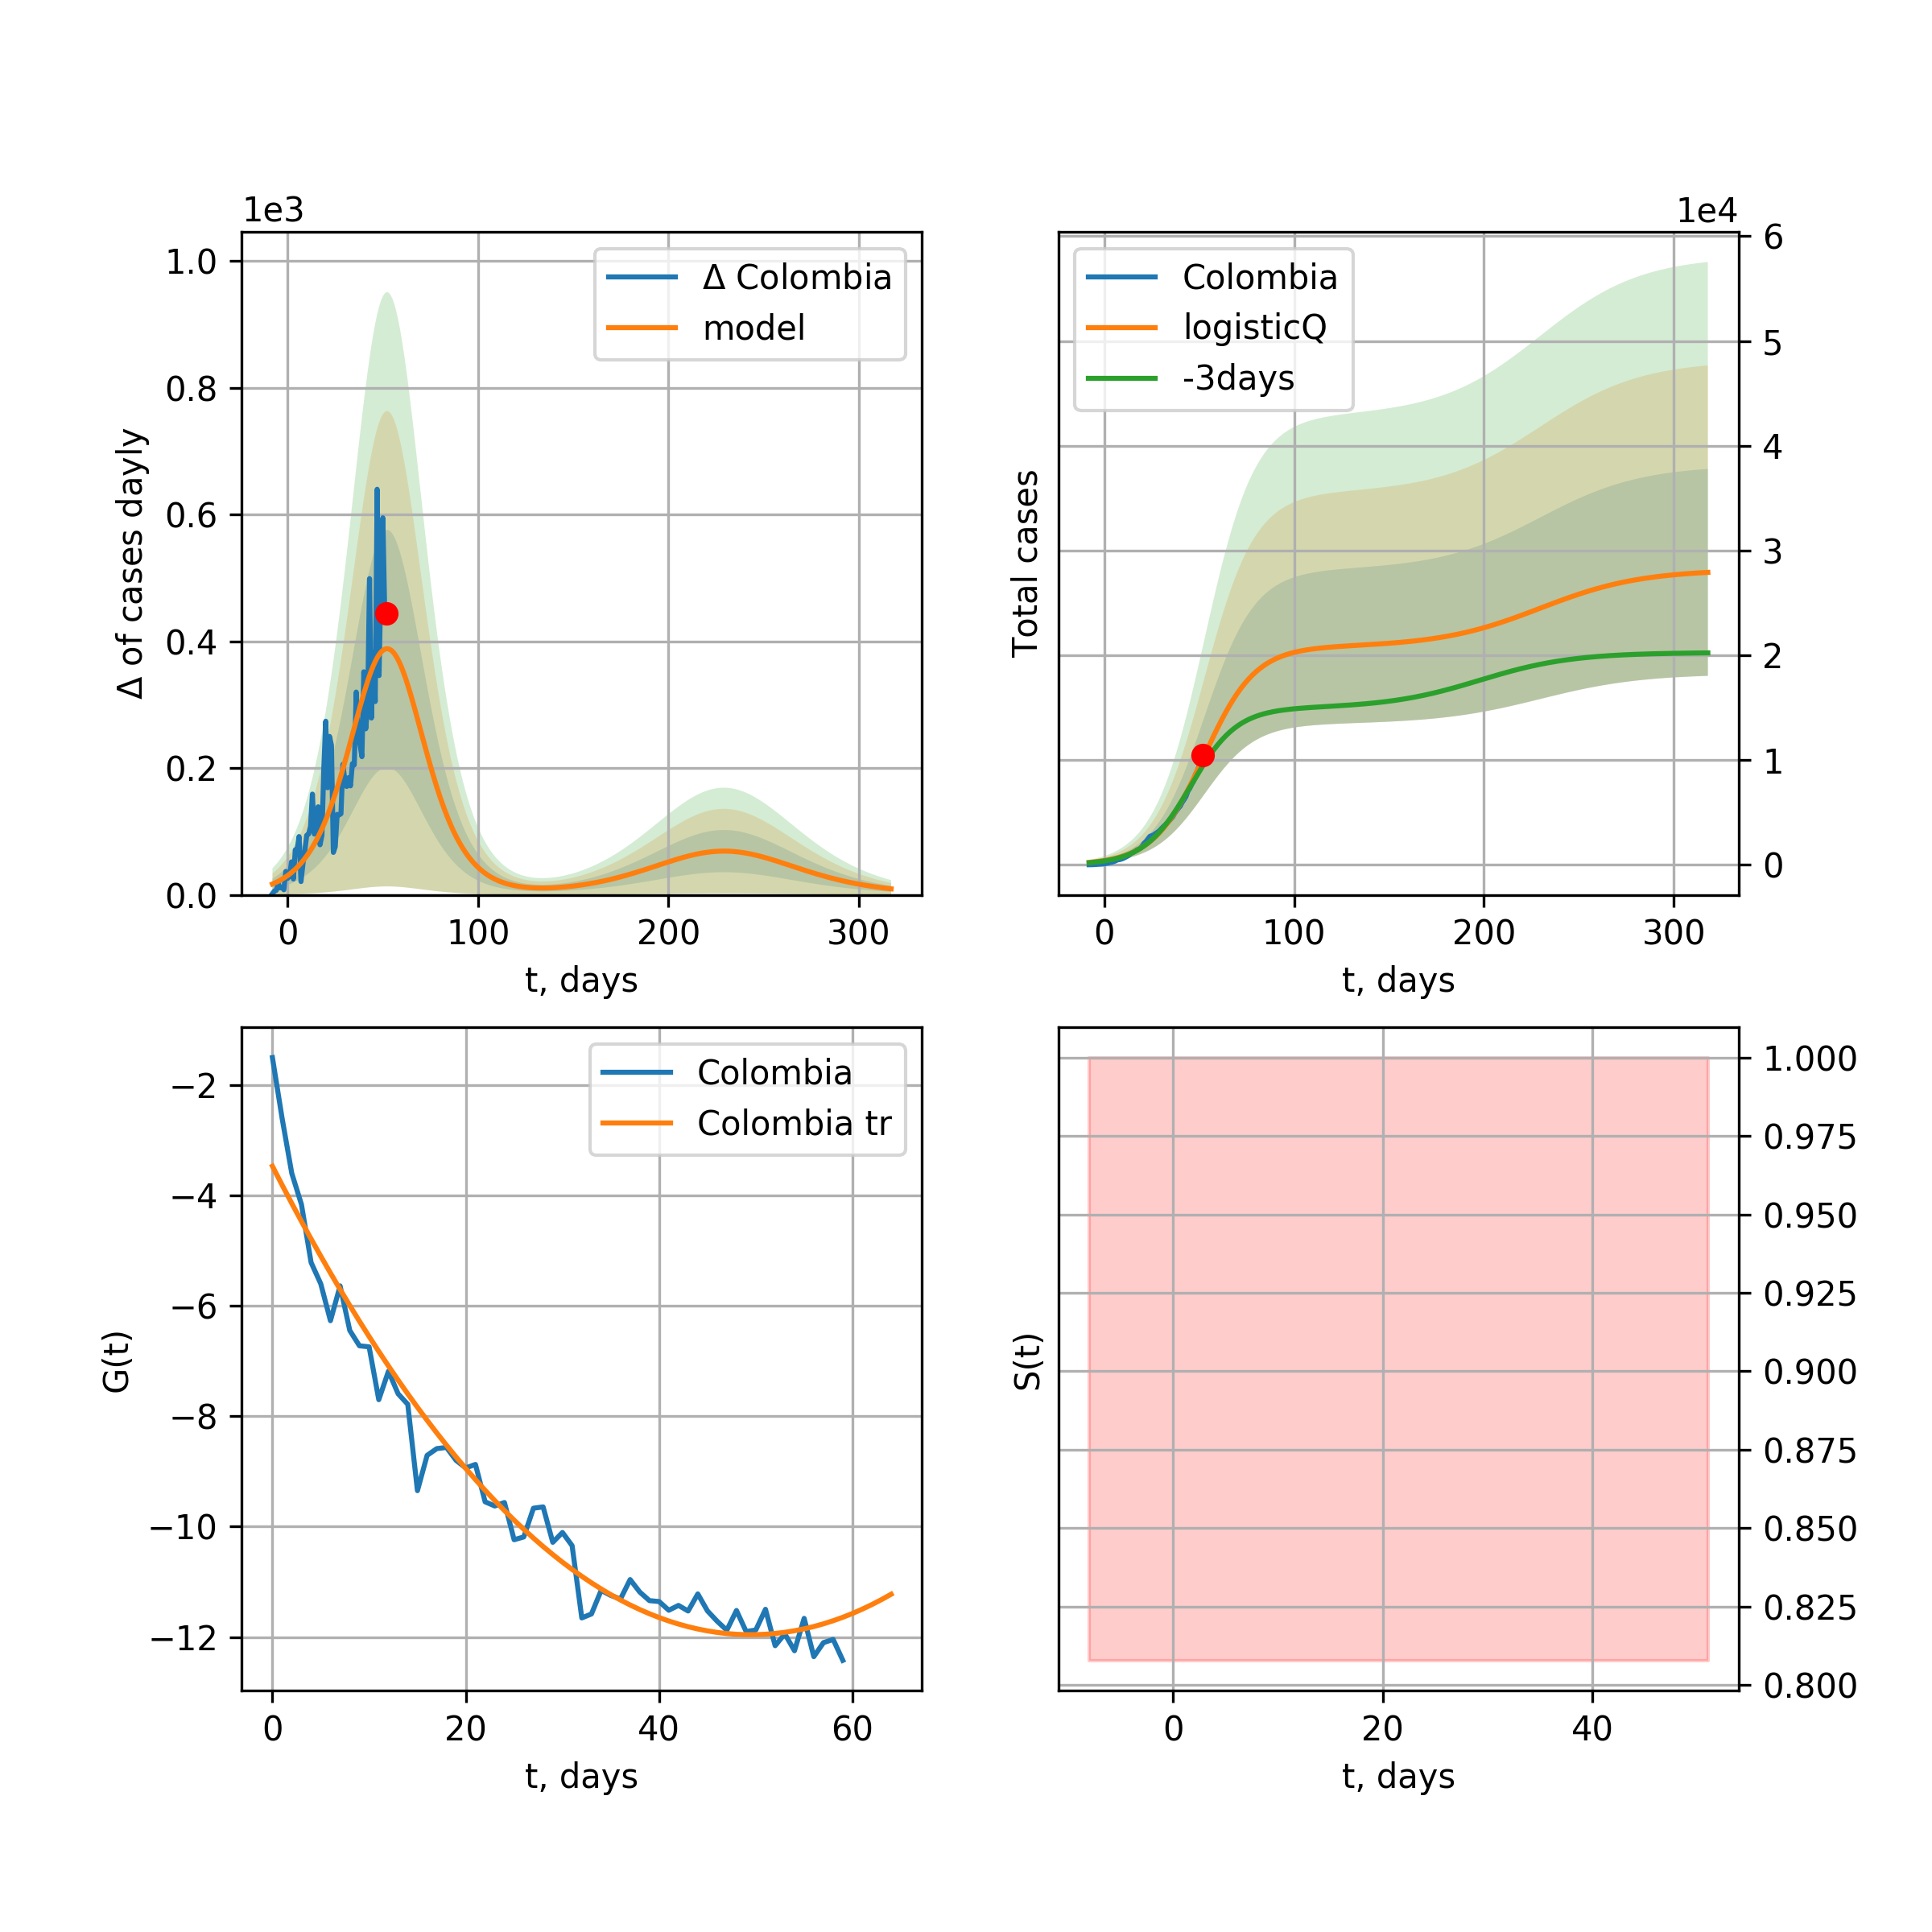 1e3
Δ of cases dayly
1.0
0.8
0.6
0.4
0.2
0.0
Δ Colombia
model
0 100 200 300
t, days
1e4
Total cases
Colombia
logisticQ
-3days
6
5
4
3
2
1
0
0 100 200 300
t, days
G(t)
−2
−4
−6
−8
−10
−12
Colombia
Colombia tr
0 20 40 60
t, days
S(t)
1.000
0.975
0.950
0.925
0.900
0.875
0.850
0.825
0.800
0 20 40
t, days